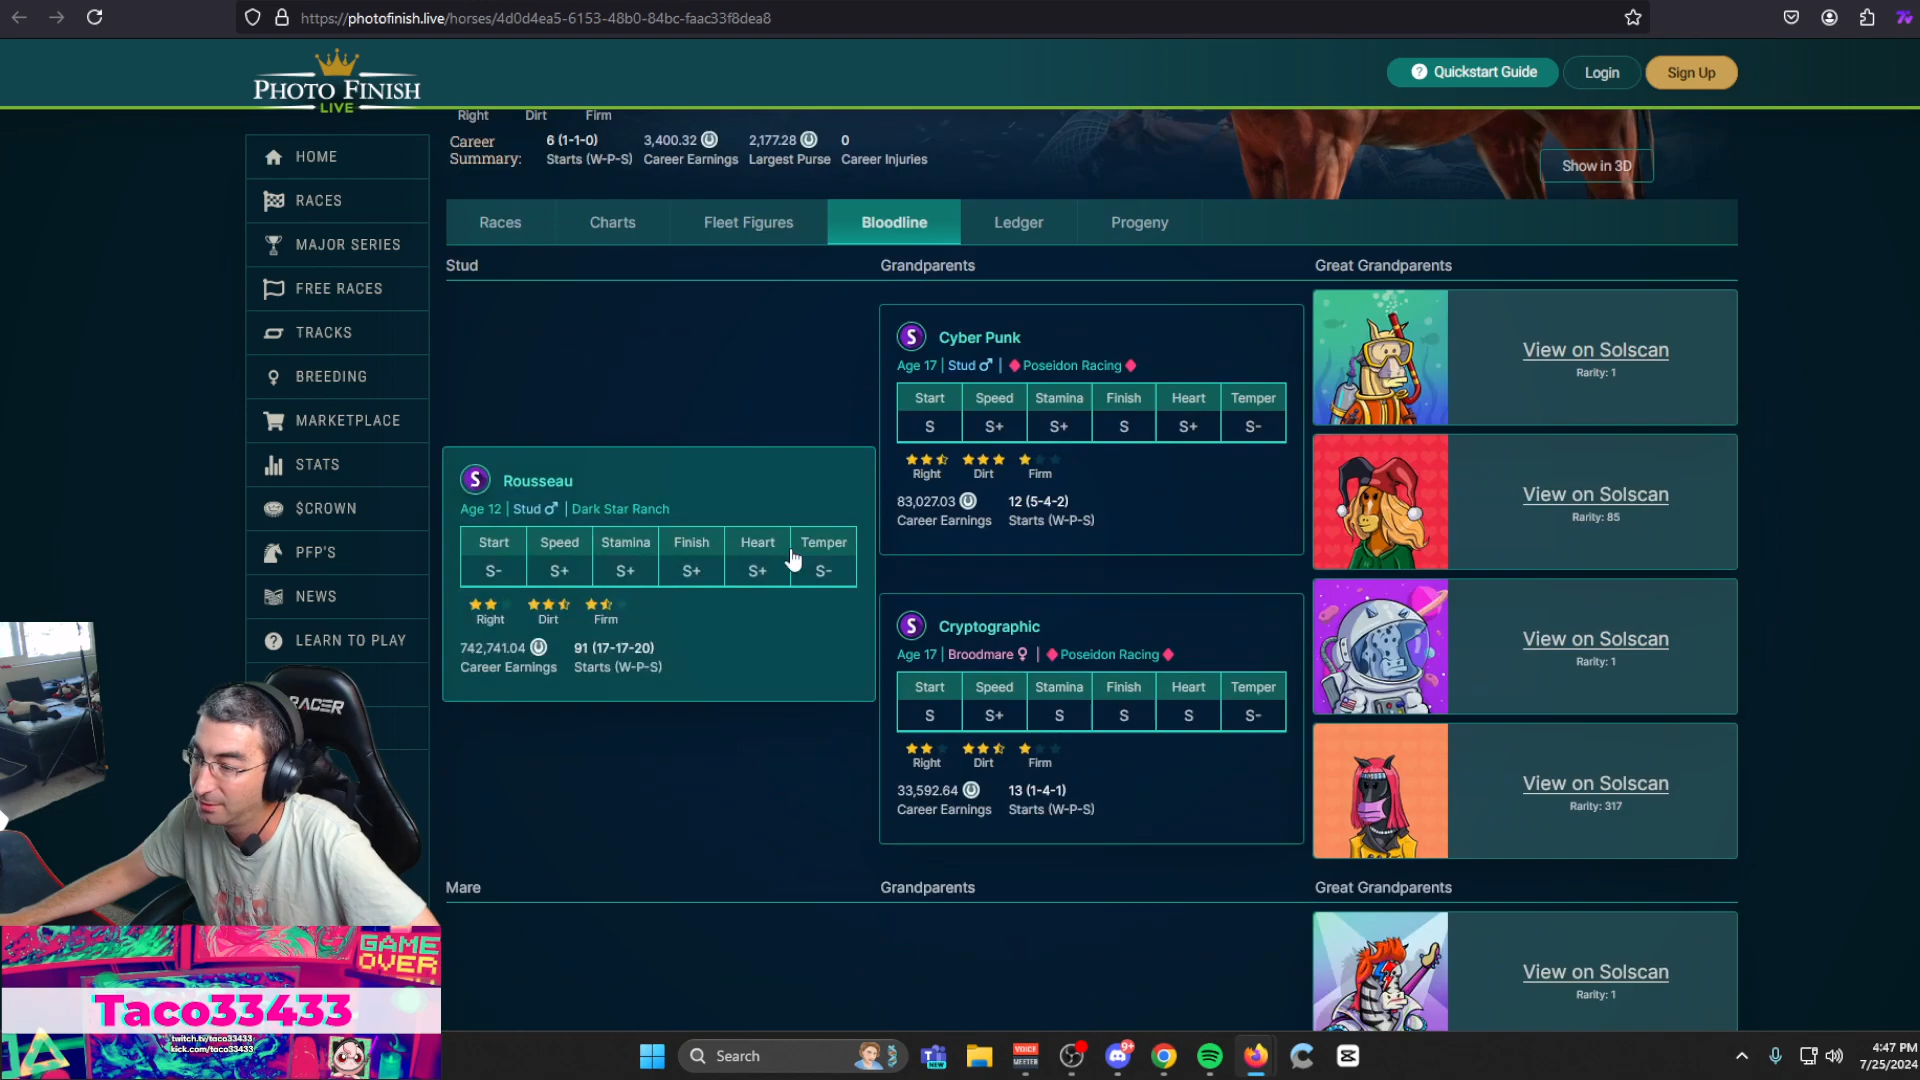 https://photofinish.live/horses/4d0d4ea5-6153-48b0-84bc-faac33f8dea8
PHOTO FINISH
LIVE
Quickstart Guide
Login
Sign Up
Right Dirt Firm
Career Summary:
6 (1-1-0) 3,400.32 2,177.28 0
Starts (W-P-S) Career Earnings Largest Purse Career Injuries
Show in 3D
HOME
RACES
MAJOR SERIES
FREE RACES
TRACKS
BREEDING
MARKETPLACE
STATS
$CROWN
PFP'S
NEWS
LEARN TO PLAY
Races Charts Fleet Figures Bloodline Ledger Progeny
Stud Grandparents Great Grandparents
S Rousseau
Age 12 | Stud ♂ | Dark Star Ranch
Start Speed Stamina Finish Heart Temper
S- S+ S+ S+ S+ S-
Right Dirt Firm
742,741.04 91 (17-17-20)
Career Earnings Starts (W-P-S)
S Cyber Punk
Age 17 | Stud ♂ | ♦ Poseidon Racing ♦
Start Speed Stamina Finish Heart Temper
S S+ S+ S S+ S-
Right Dirt Firm
83,027.03 12 (5-4-2)
Career Earnings Starts (W-P-S)
S Cryptographic
Age 17 | Broodmare ♀ | ♦ Poseidon Racing ♦
Start Speed Stamina Finish Heart Temper
S S+ S S S S-
Right Dirt Firm
33,592.64 13 (1-4-1)
Career Earnings Starts (W-P-S)
View on Solscan
Rarity: 1
View on Solscan
Rarity: 85
View on Solscan
Rarity: 1
View on Solscan
Rarity: 317
Mare Grandparents Great Grandparents
View on Solscan
Rarity: 1
RACER
GAME
OVER
Taco33433
twitch.tv/taco33433
kick.com/taco33433
Search
NEW
VOICE
MEETER
9+
4:47 PM
7/25/2024